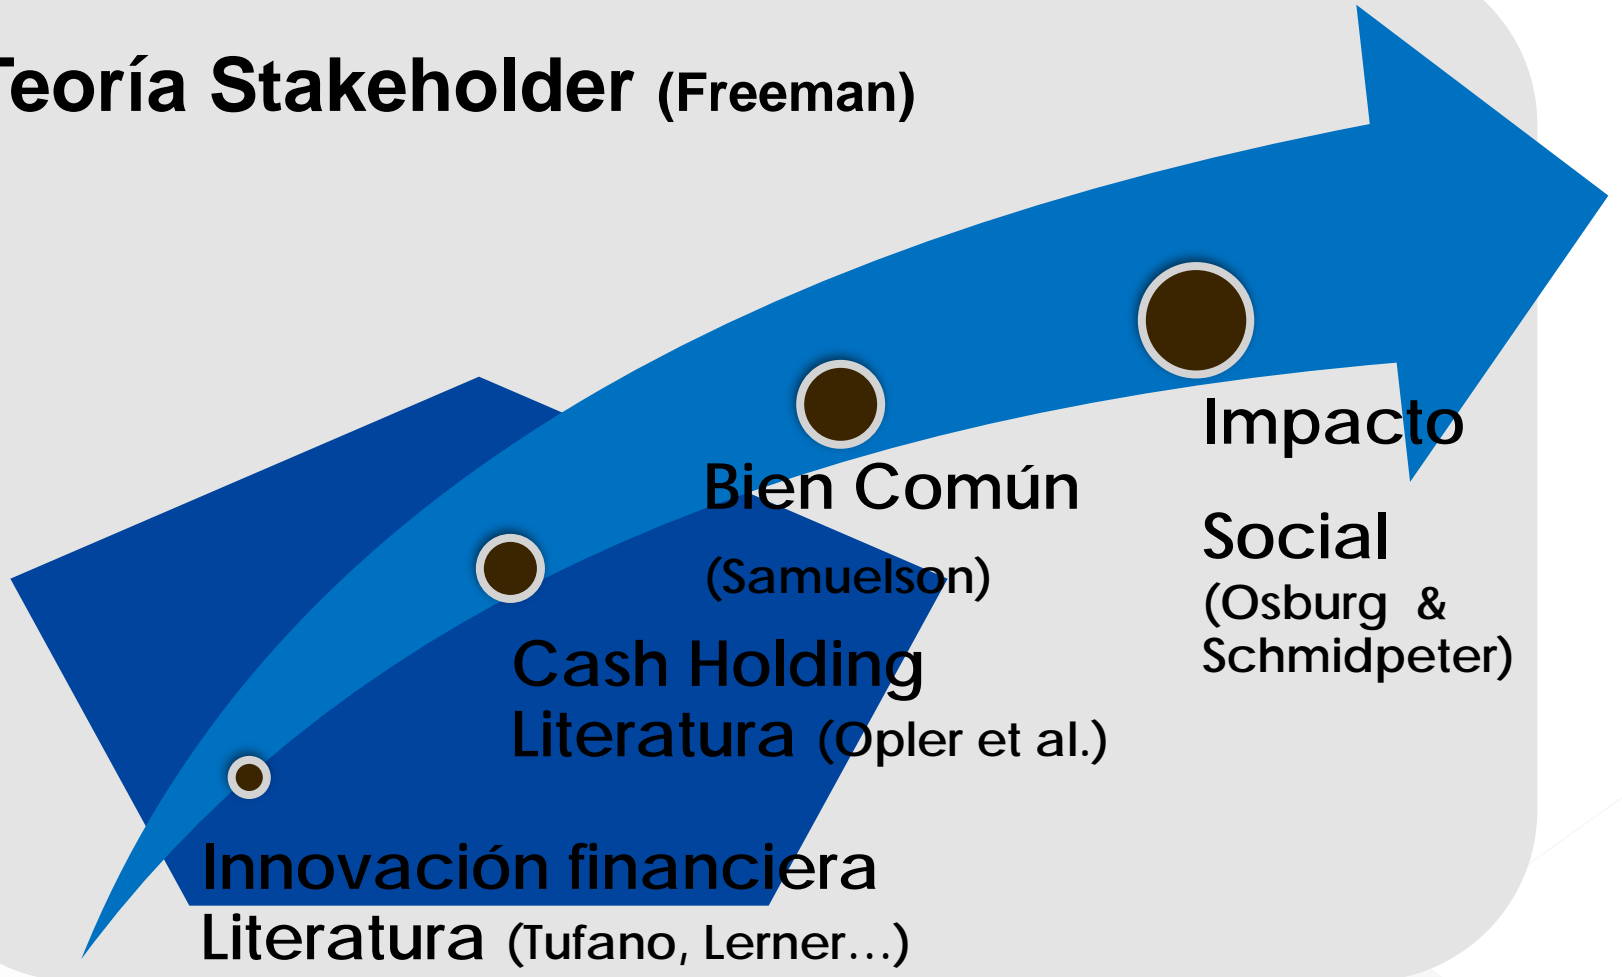 Teoría Stakeholder (Freeman)
Impacto
Social
(Osburg & 
Schmidpeter)
Bien Común
(Samuelson)
Cash Holding
Literatura (Opler et al.)
Innovación financiera
Literatura (Tufano, Lerner…)